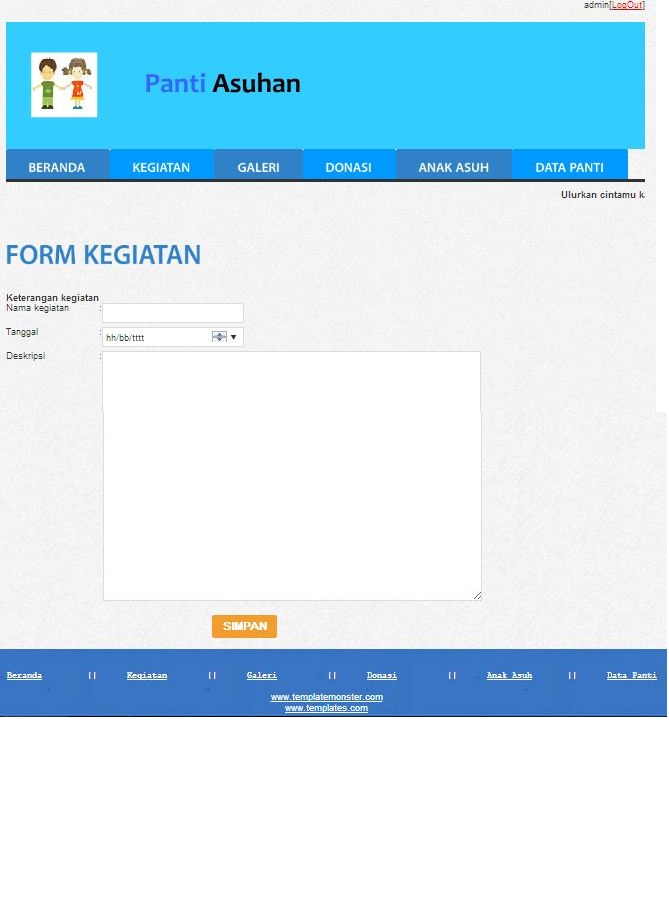 admin[LogOut]
Panti Asuhan
BERANDA KEGIATAN GALERI DONASI ANAK ASUH DATA PANTI
Ulurkan cintamu k
FORM KEGIATAN
Keterangan kegiatan
Nama kegiatan :
Tanggal : hh/bb/tttt
Deskripsi :
SIMPAN
Beranda || Kegiatan || Galeri || Donasi || Anak Asuh || Data Panti
www.templatemonster.com
www.templates.com